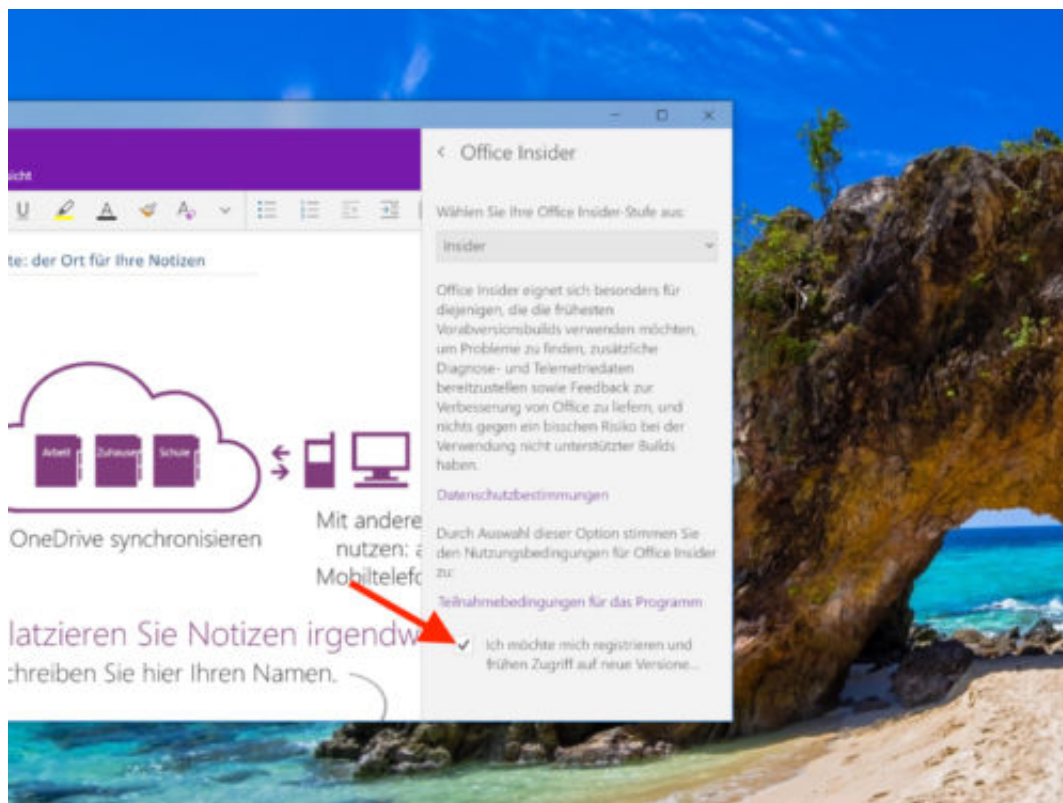 sicht
Office Insider
U A A
Wählen Sie Ihre Office Insider-Stufe aus:
Insider
te: der Ort für Ihre Notizen
Office Insider eignet sich besonders für
diejenigen, die die frühesten
Vorabversionsbuilds verwenden möchten,
um Probleme zu finden, zusätzliche
Diagnose- und Telemetriedaten
bereitzustellen sowie Feedback zur
Verbesserung von Office zu liefern, und
nichts gegen ein bisschen Risiko bei der
Verwendung nicht unterstützter Builds
haben.
Datenschutzbestimmungen
Durch Auswahl dieser Option stimmen Sie
den Nutzungsbedingungen für Office Insider
zu:
Teilnahmebedingungen für das Programm
Ich möchte mich registrieren und
frühen Zugriff auf neue Versione...
Arbeit Zuhause Schule
OneDrive synchronisieren
Mit andere
nutzen: a
Mobiltelefo
latzieren Sie Notizen irgendw
chreiben Sie hier Ihren Namen.